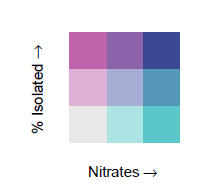 % Isolated →
Nitrates →